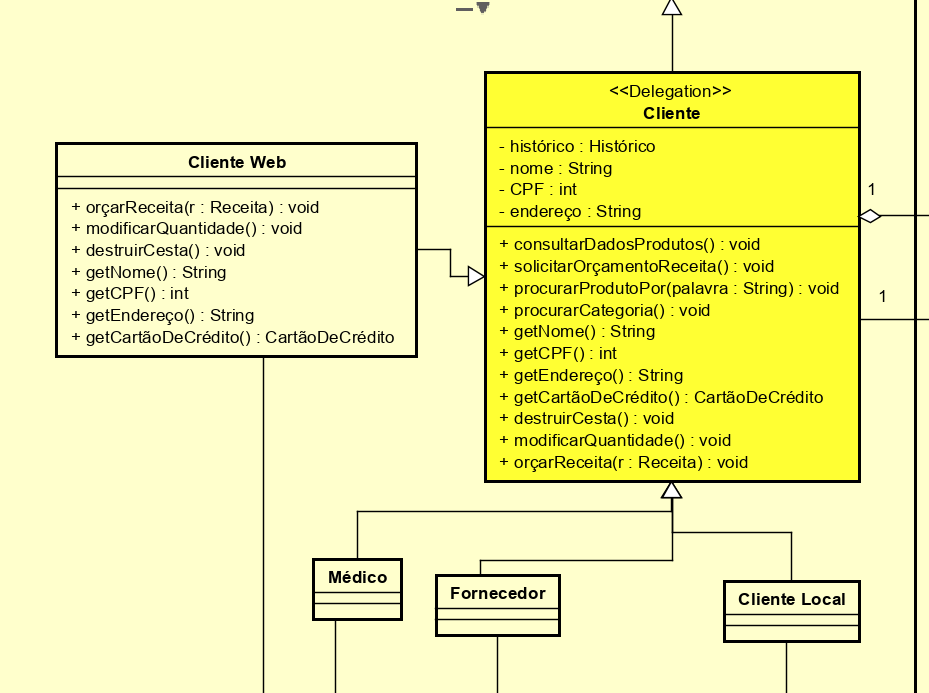 <<Delegation>>
Cliente
- histórico : Histórico
- nome : String
- CPF : int
- endereço : String
+ consultarDadosProdutos() : void
+ solicitarOrçamentoReceita() : void
+ procurarProdutoPor(palavra : String) : void
+ procurarCategoria() : void
+ getNome() : String
+ getCPF() : int
+ getEndereço() : String
+ getCartãoDeCrédito() : CartãoDeCrédito
+ destruirCesta() : void
+ modificarQuantidade() : void
+ orçarReceita(r : Receita) : void
1
1
Cliente Web
+ orçarReceita(r : Receita) : void
+ modificarQuantidade() : void
+ destruirCesta() : void
+ getNome() : String
+ getCPF() : int
+ getEndereço() : String
+ getCartãoDeCrédito() : CartãoDeCrédito
Médico
Fornecedor
Cliente Local